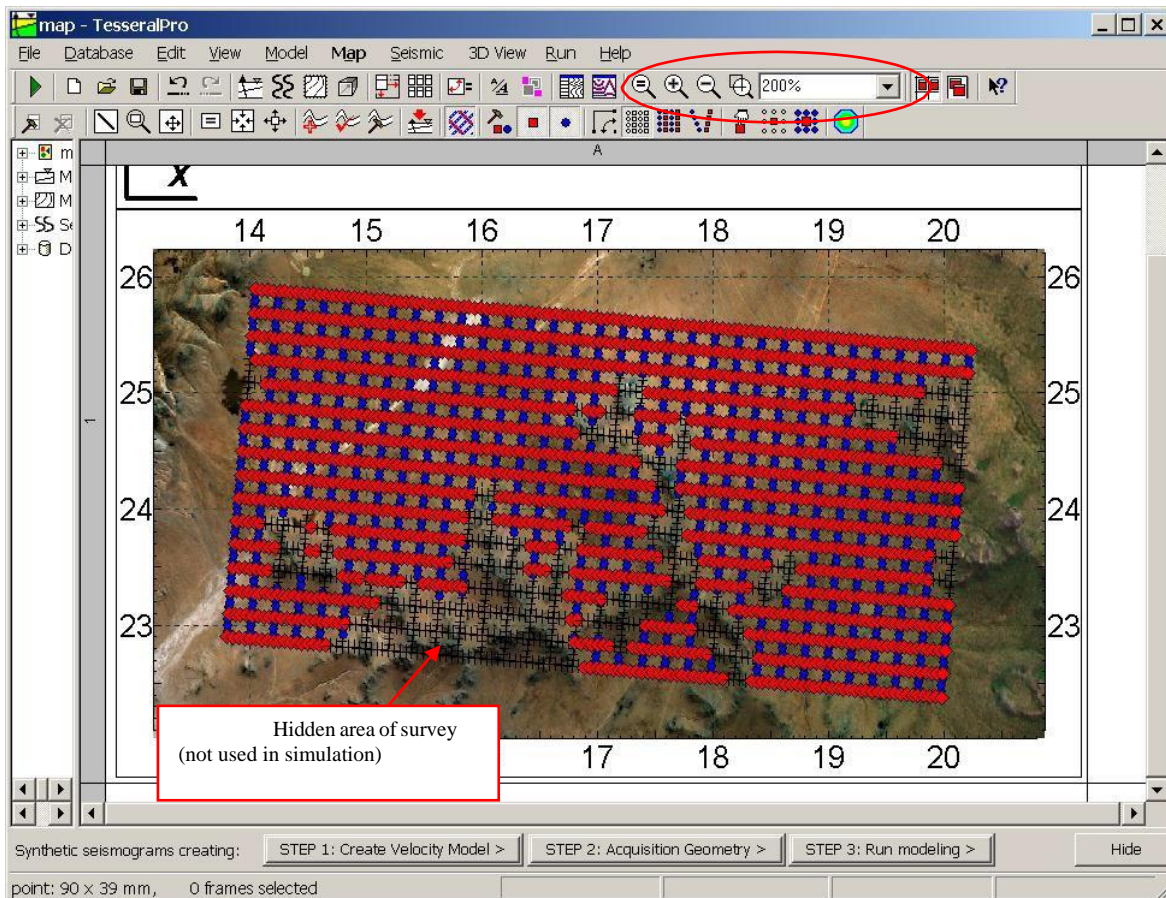 map - TesseralPro
File Database Edit View Model Map Seismic 3D View Run Help
200%
A
m
M
M
Se
D
1
X
14 15 16 17 18 19 20
26 26
25 25
24 24
23 23
Hidden area of survey
(not used in simulation)
17 18 19 20
Synthetic seismograms creating: STEP 1: Create Velocity Model > STEP 2: Acquisition Geometry > STEP 3: Run modeling > Hide
point: 90 x 39 mm, 0 frames selected